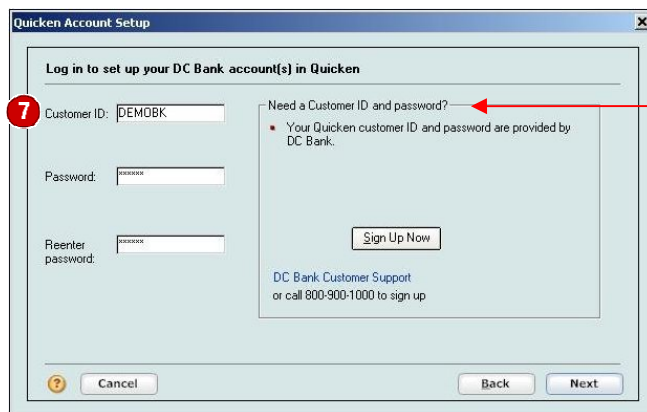 Quicken Account Setup
Log in to set up your DC Bank account(s) in Quicken
7
Customer ID: DEMOBK
Password: ××××××
Reenter
password: ××××××
Need a Customer ID and password?
• Your Quicken customer ID and password are provided by
DC Bank.
Sign Up Now
DC Bank Customer Support
or call 800-900-1000 to sign up
?
Cancel
Back
Next